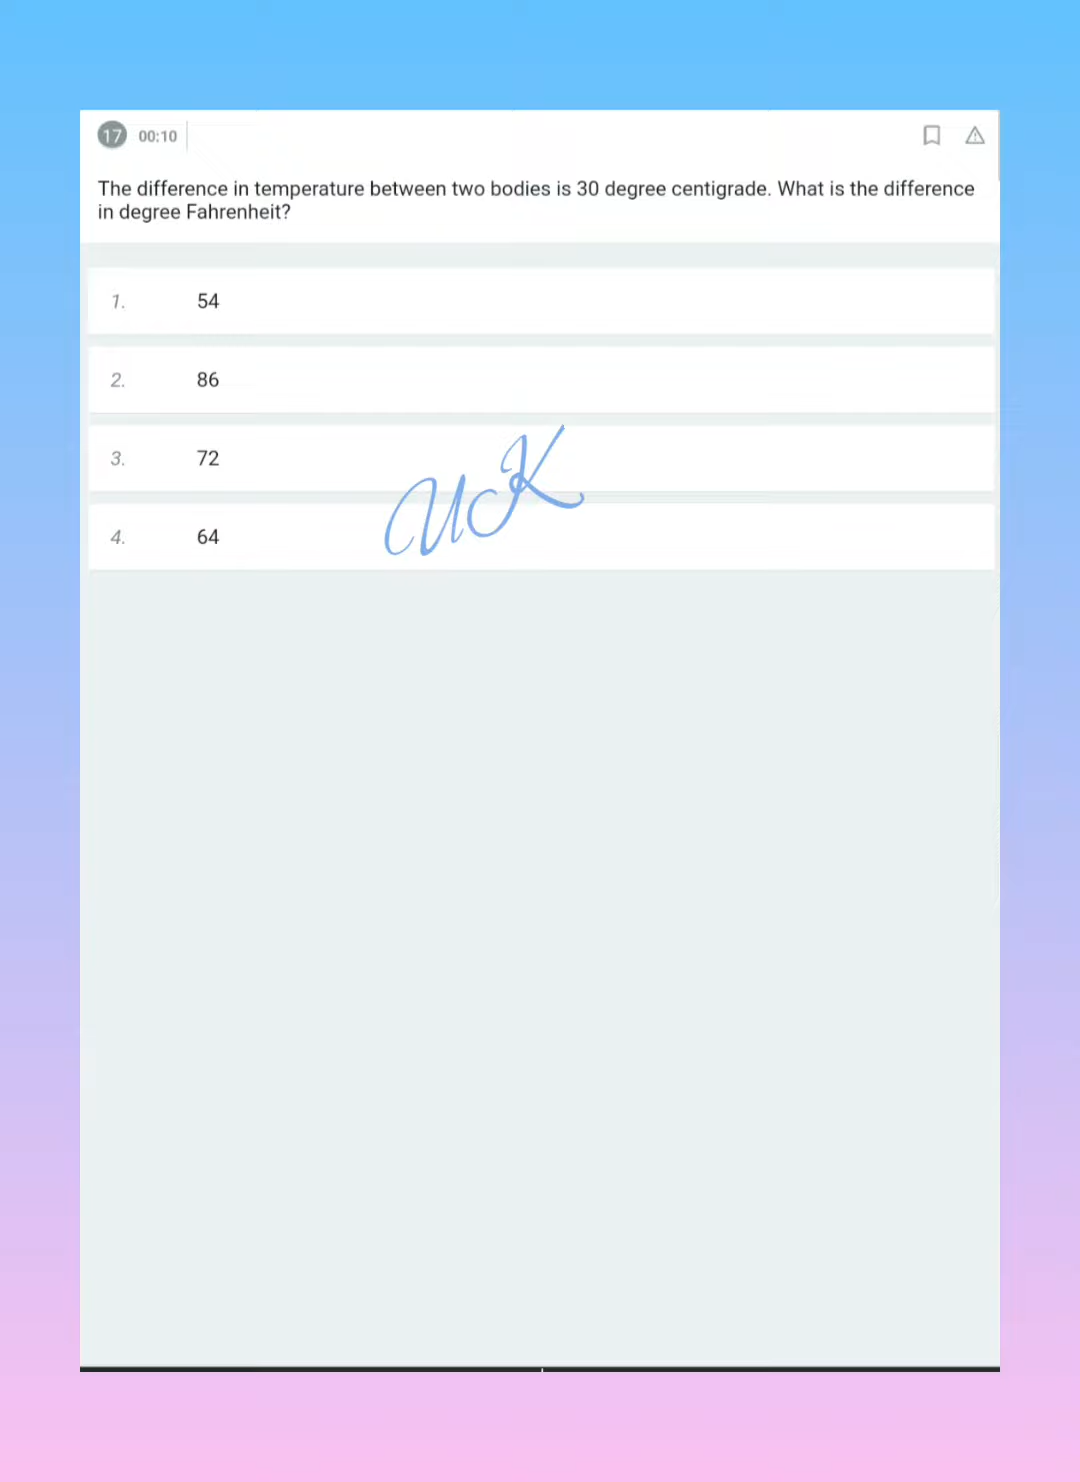 17 00:10
The difference in temperature between two bodies is 30 degree centigrade. What is the difference
in degree Fahrenheit?
1. 54
2. 86
3. 72
4. 64